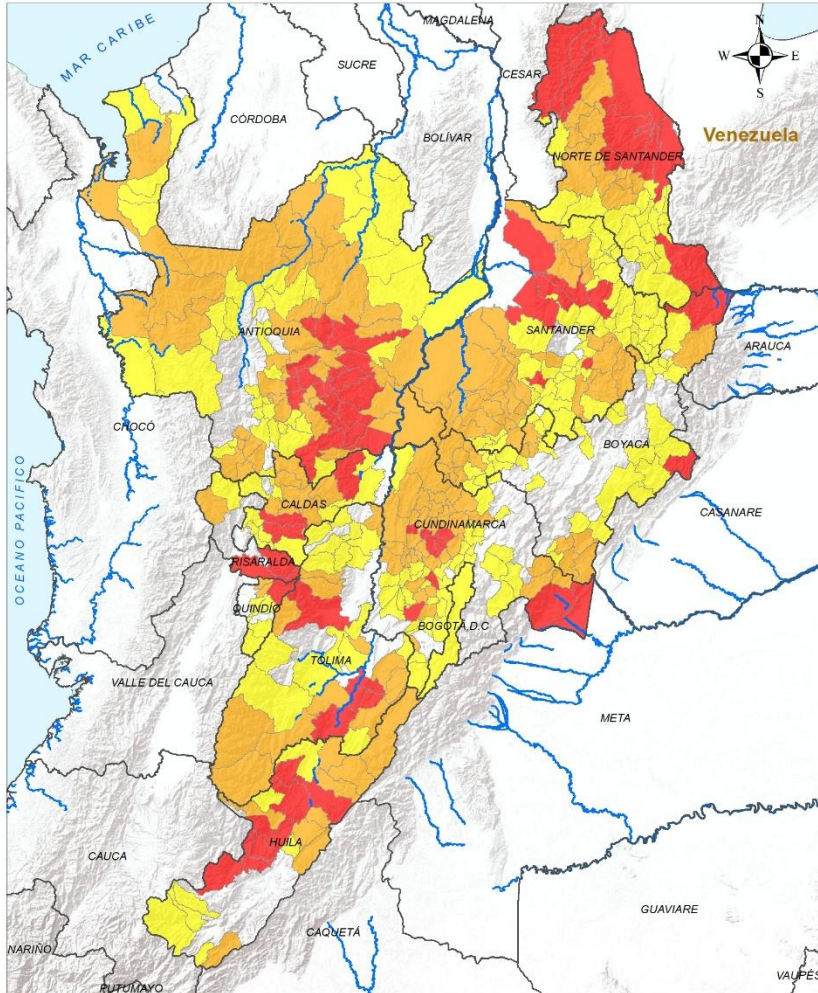 MAGDALENA
N
MAR CARIBE
SUCRE
CESAR
W
E
S
CÓRDOBA
BOLÍVAR
Venezuela
NORTE DE SANTANDER
ANTIOQUIA
SANTANDER
ARAUCA
CHOCÓ
BOYACÁ
OCEANO PACIFICO
CALDAS
CUNDINAMARCA
CASANARE
RISARALDA
QUINDÍO
BOGOTÁ,D.C
TOLIMA
VALLE DEL CAUCA
META
HUILA
CAUCA
GUAVIARE
CAQUETÁ
NARIÑO
PUTUMAYO
VAUPÉS